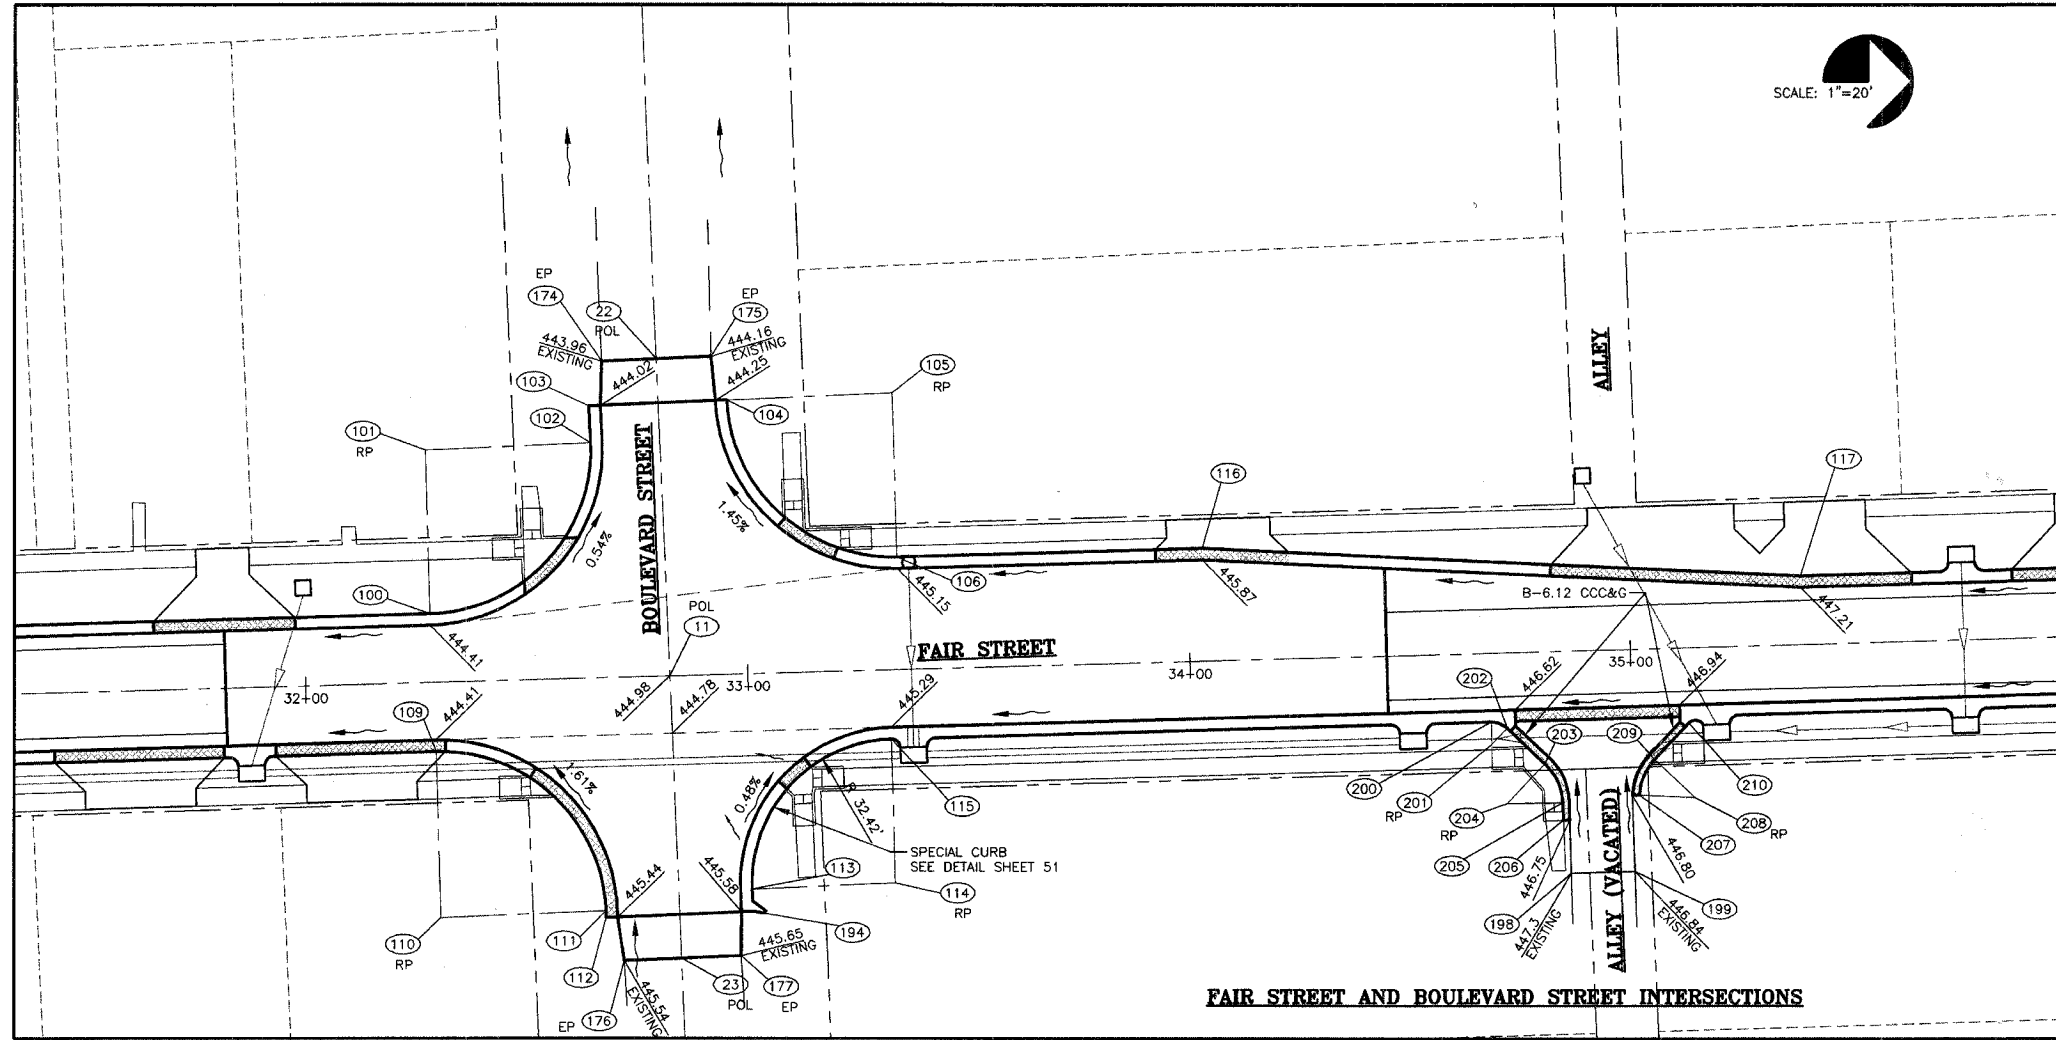 SCALE: 1"=20'
EP
174
22
POL
EP
175
443.96
EXISTING
444.16
EXISTING
444.02
444.25
103
102
101
RP
104
105
RP
BOULEVARD STREET
ALLEY
116
117
1.45%
0.54%
100
106
444.41
445.15
445.87
B-6.12 CCC&G
447.21
POL
11
FAIR STREET
32+00
33+00
34+00
35+00
444.98
444.78
445.29
446.62
446.94
109
444.41
202
203
209
1.61%
0.48%
R 32.42'
115
200
201
RP
204
RP
210
208
RP
207
205
206
SPECIAL CURB
SEE DETAIL SHEET 51
113
114
RP
445.44
445.58
446.75
446.80
110
RP
111
112
194
445.65
EXISTING
198
199
447.3
EXISTING
446.84
EXISTING
ALLEY (VACATED)
23
POL
177
EP
EP
176
445.54
EXISTING
FAIR STREET AND BOULEVARD STREET INTERSECTIONS